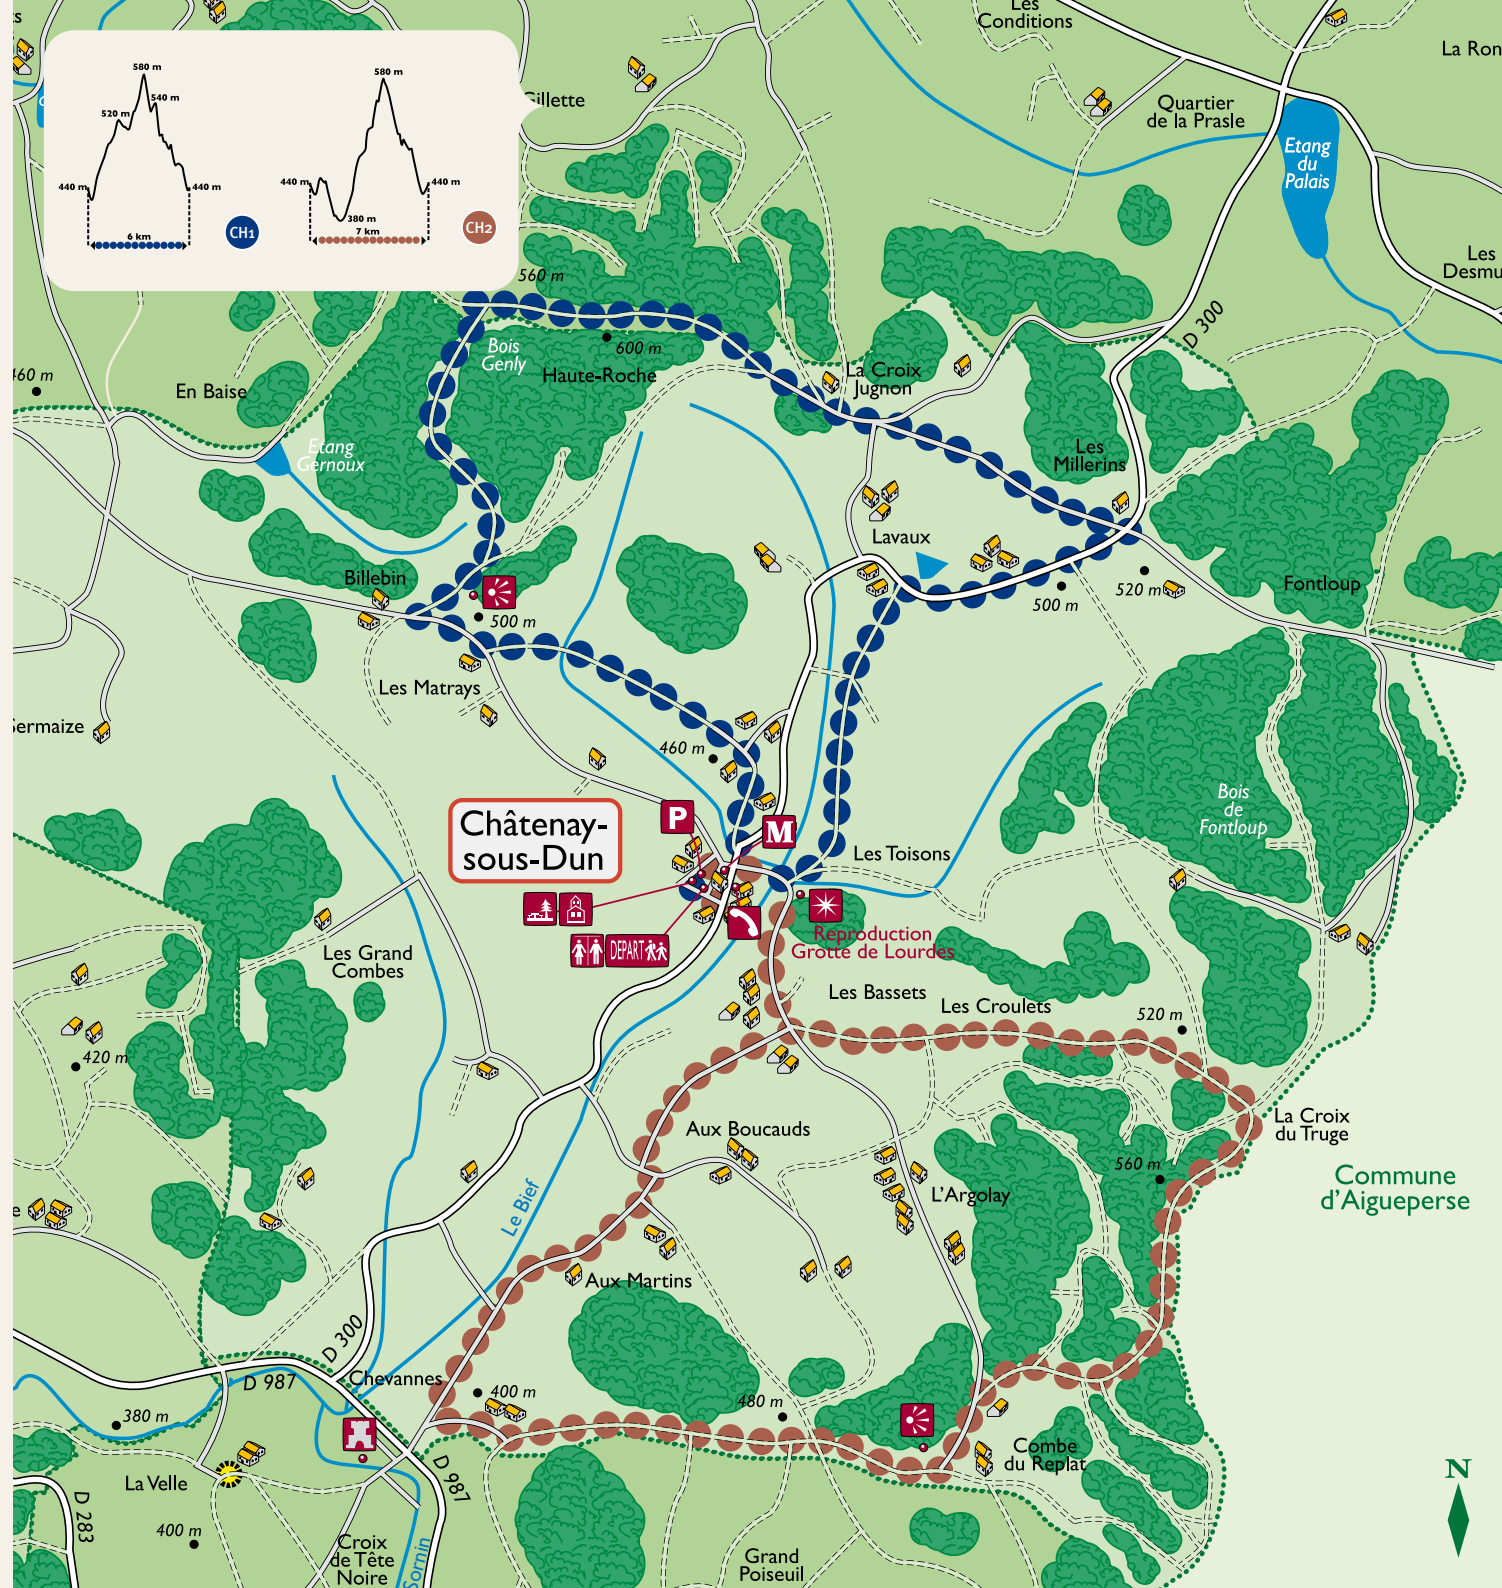 Les
Conditions
La Ron
580 m
540 m
520 m
440 m
440 m
6 km
CH1
580 m
440 m
440 m
380 m
7 km
CH2
Gillette
Quartier
de la Prasle
Etang
du
Palais
Les
Desmu
560 m
D 300
Bois
Genly
600 m
Haute-Roche
La Croix
Jugnon
460 m
En Baise
Etang
Gernoux
Les
Millerins
Lavaux
Billebin
500 m
500 m
520 m
Fontloup
Les Matrays
Sermaize
460 m
Bois
de
Fontloup
P
M
Châtenay-
sous-Dun
Les Toisons
DEPART
Reproduction
Grotte de Lourdes
Les Grand
Combes
Les Bassets
Les Croulets
520 m
420 m
Aux Boucauds
La Croix
du Truge
560 m
Commune
d'Aigueperse
L'Argolay
e
Le Bief
Aux Martins
D 300
D 987
Chevannes
400 m
480 m
380 m
Combe
du Replat
La Velle
D 987
D 283
400 m
N
Croix
de Tête
Noire
Sornin
Grand
Poiseuil